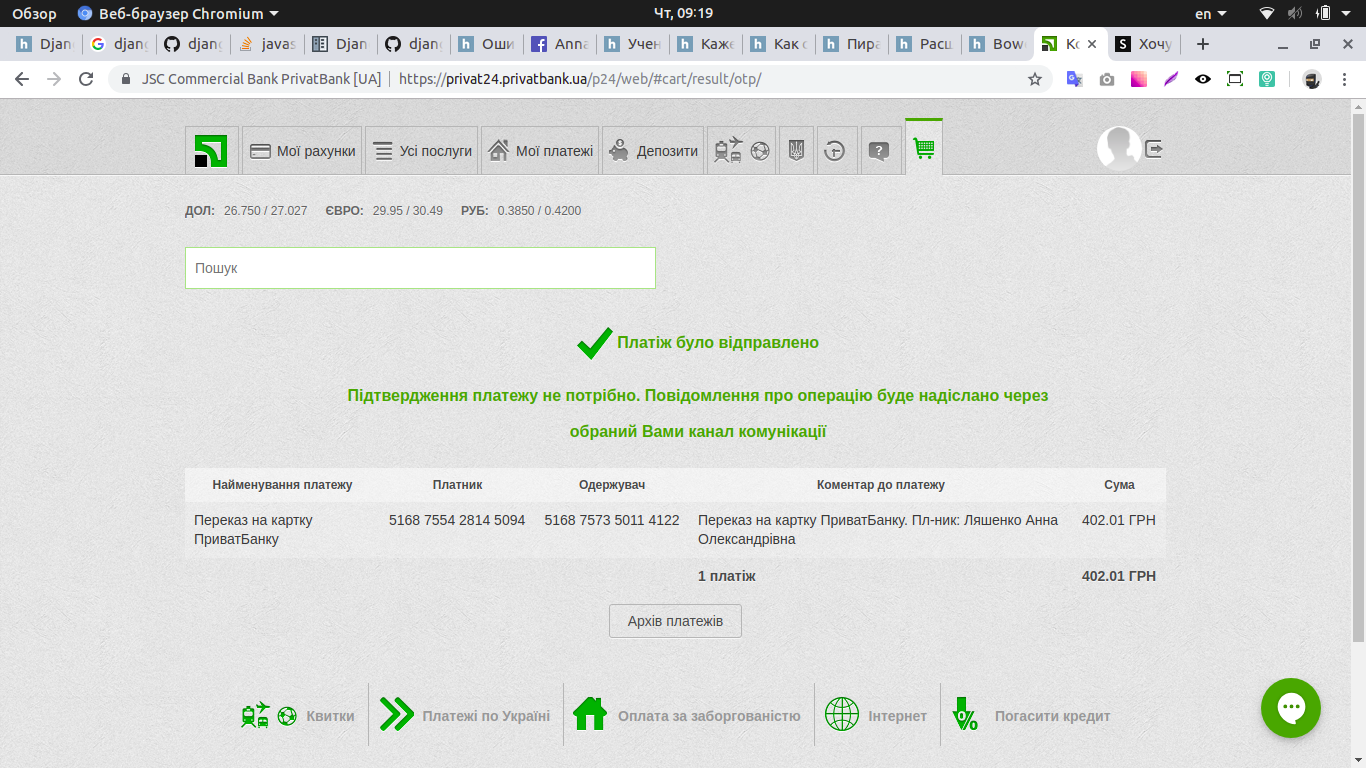 Обзор Веб-браузер Chromium Чт, 09:19 en
Djan djang djang javas Djan djang Оши Anna Учен Каже Как с Пира Расш Bow Ко Хочу
JSC Commercial Bank PrivatBank [UA] https://privat24.privatbank.ua/p24/web/#cart/result/otp/
Мої рахунки Усі послуги Мої платежі Депозити
ДОЛ: 26.750 / 27.027 ЄВРО: 29.95 / 30.49 РУБ: 0.3850 / 0.4200
Пошук
Платіж було відправлено
Підтвердження платежу не потрібно. Повідомлення про операцію буде надіслано через
обраний Вами канал комунікації
Найменування платежу Платник Одержувач Коментар до платежу Сума
Переказ на картку 5168 7554 2814 5094 5168 7573 5011 4122 Переказ на картку ПриватБанку. Пл-ник: Ляшенко Анна 402.01 ГРН
ПриватБанку Олександрівна
1 платіж 402.01 ГРН
Архів платежів
Квитки Платежі по Україні Оплата за заборгованістю Інтернет Погасити кредит